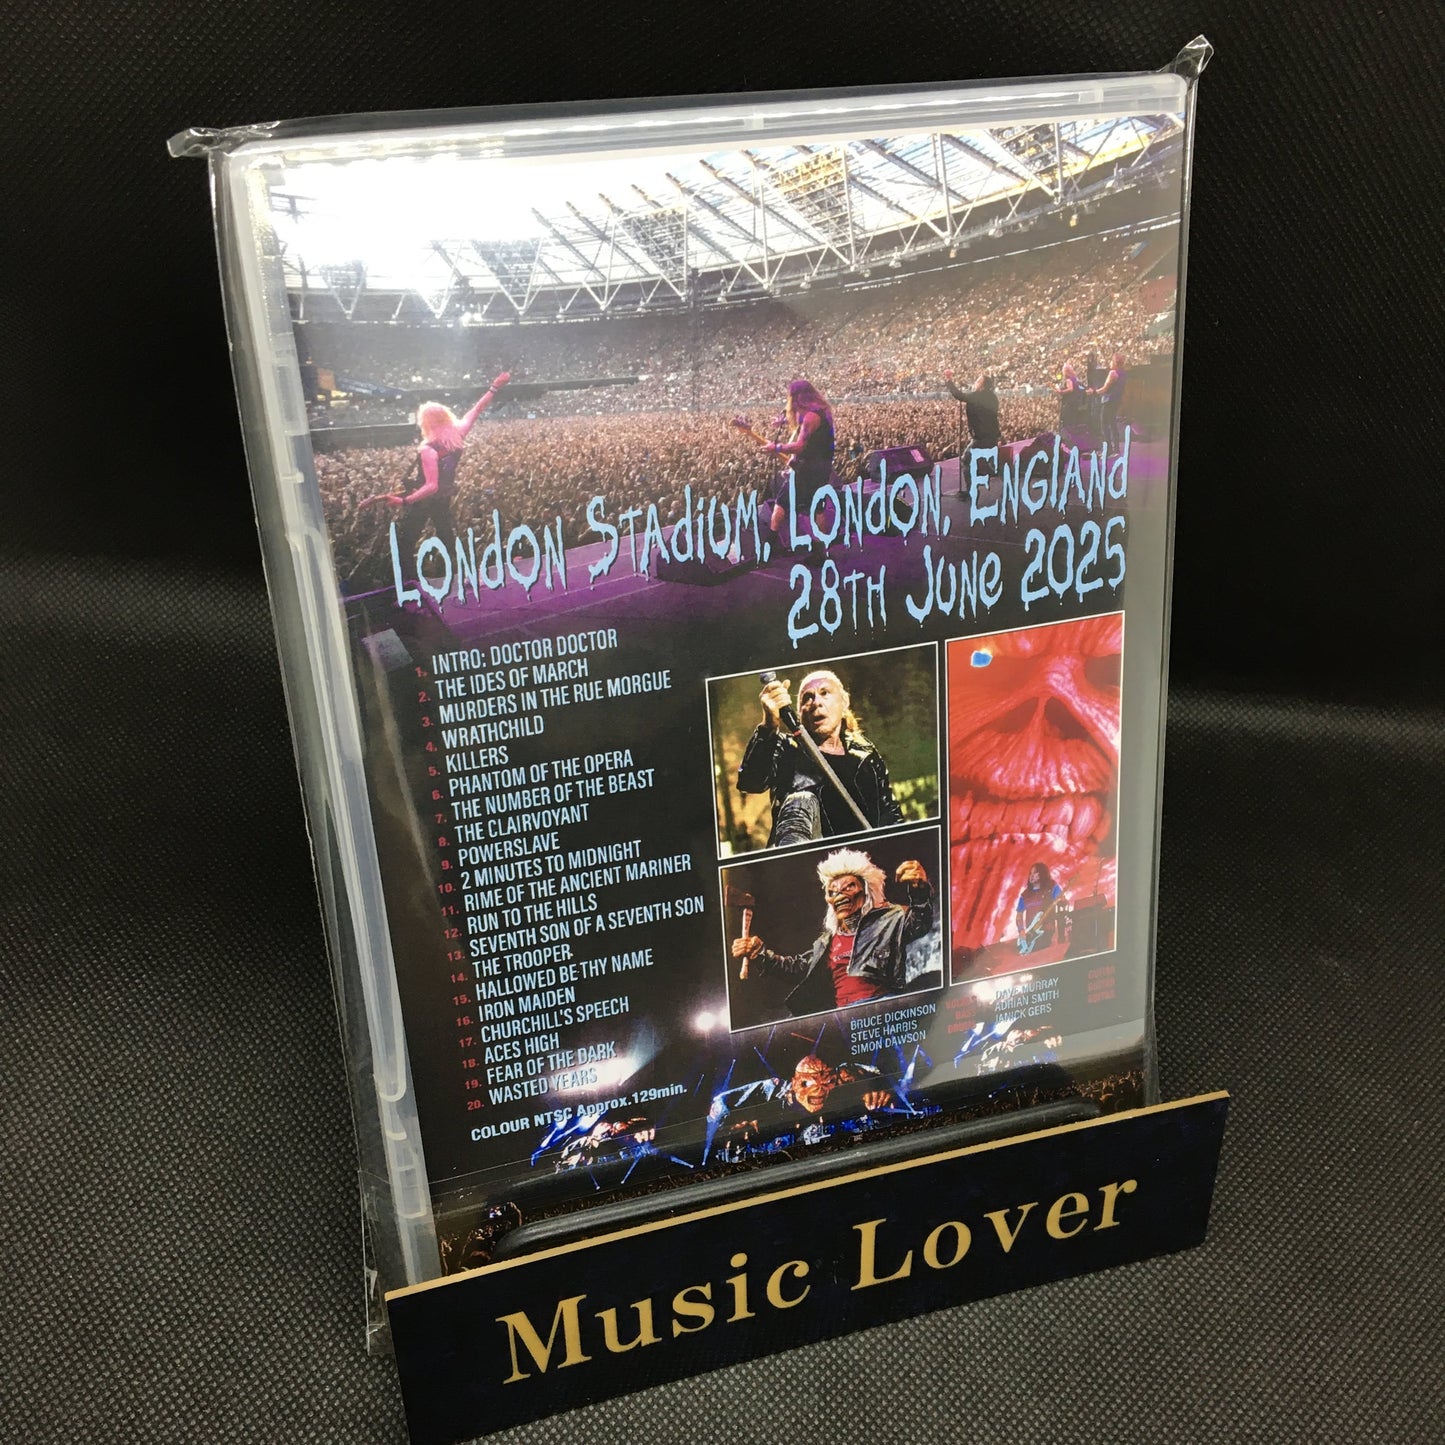 LONDON STADIUM, LONDON, ENGLAND
28TH JUNE 2025
1. INTRO: DOCTOR DOCTOR
2. THE IDES OF MARCH
3. MURDERS IN THE RUE MORGUE
4. WRATHCHILD
5. KILLERS
6. PHANTOM OF THE OPERA
7. THE NUMBER OF THE BEAST
8. THE CLAIRVOYANT
9. POWERSLAVE
10. 2 MINUTES TO MIDNIGHT
11. RIME OF THE ANCIENT MARINER
12. RUN TO THE HILLS
13. SEVENTH SON OF A SEVENTH SON
14. THE TROOPER
15. HALLOWED BE THY NAME
16. IRON MAIDEN
17. CHURCHILL'S SPEECH
18. ACES HIGH
19. FEAR OF THE DARK
20. WASTED YEARS
COLOUR NTSC Approx.129min.
BRUCE DICKINSON
STEVE HARRIS
SIMON DAWSON
BASS
DAVE MURRAY
ADRIAN SMITH
JANICK GERS
GUITAR
GUITAR
GUITAR
Music Lover